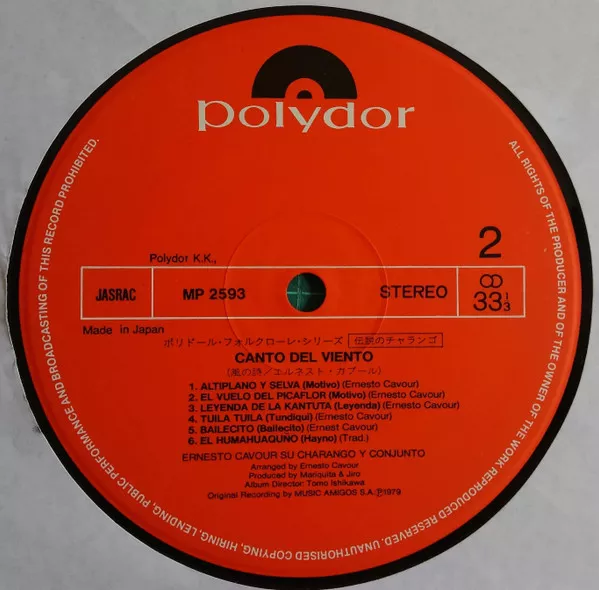 polydor
2
Polydor K.K.,
JASRAC
MP 2593
STEREO
33 1/3
Made in Japan
ポリドール・フォルクローレ・シリーズ 伝説のチャランゴ
CANTO DEL VIENTO
(風の詩/エルネスト・カブール)
1. ALTIPLANO Y SELVA (Motivo) (Ernesto Cavour)
2. EL VUELO DEL PICAFLOR (Motivo) (Ernesto Cavour)
3. LEYENDA DE LA KANTUTA (Leyenda) (Ernesto Cavour)
4. TUILA TUILA (Tundiqui) (Ernesto Cavour)
5. BAILECITO (Bailecito) (Ernest Cavour)
6. EL HUMAHUAQUÑO (Hayno) (Trad.)
ERNESTO CAVOUR SU CHARANGO Y CONJUNTO
Arranged by Ernesto Cavour
Produced by Mariquita & Jiro
Album Director: Tomo Ishikawa
Original Recording by MUSIC AMIGOS S.A.Ⓟ1979
ALL RIGHTS OF THE PRODUCER AND OF THE OWNER OF THE WORK REPRODUCED RESERVED. UNAUTHORISED COPYING, HIRING, LENDING, PUBLIC PERFORMANCE AND BROADCASTING OF THIS RECORD PROHIBITED.